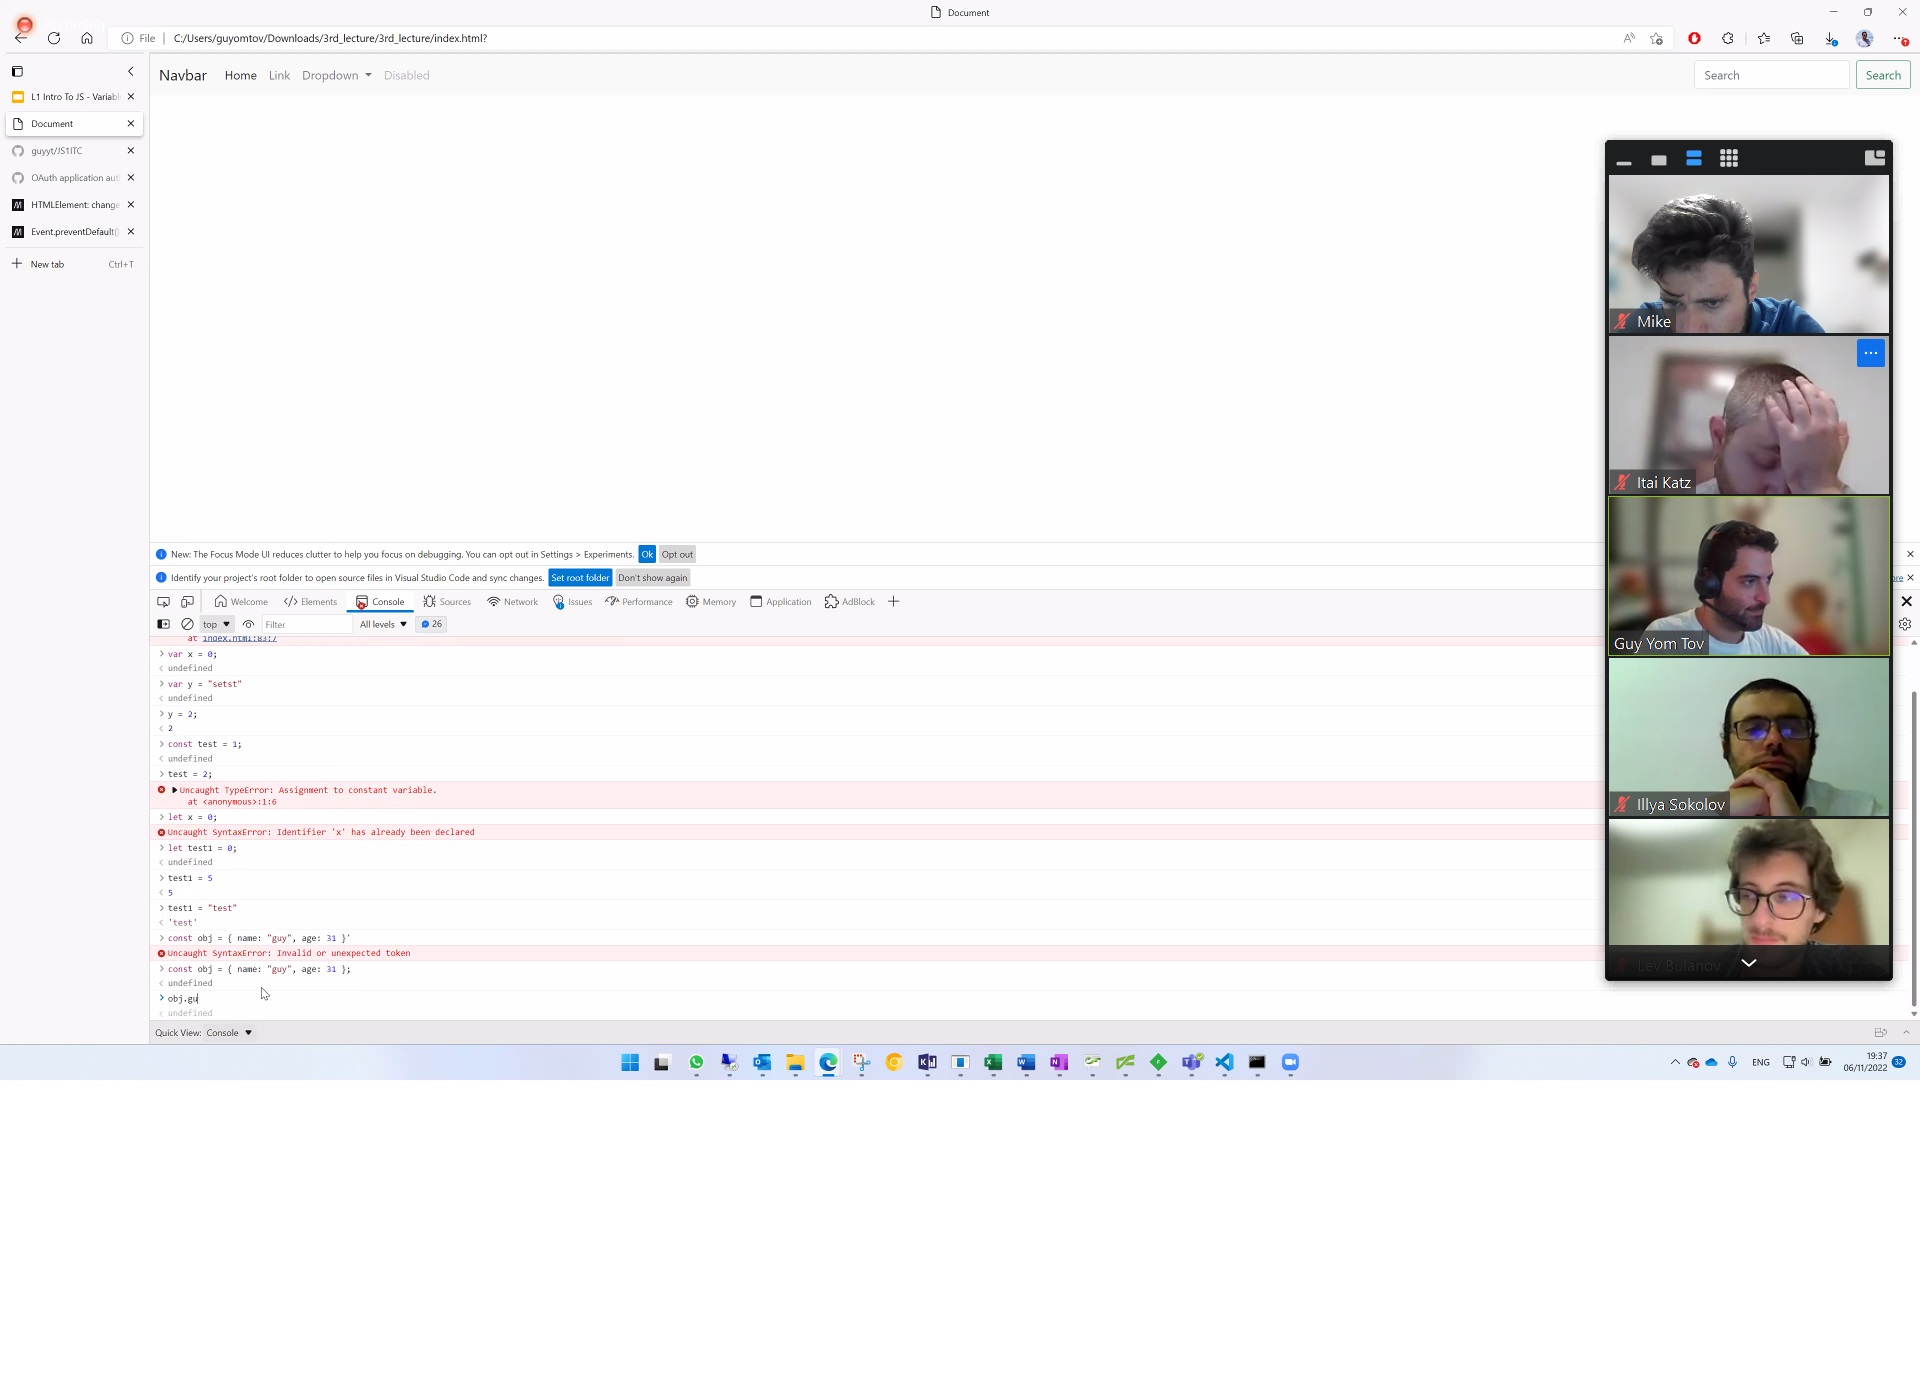 Document
File
C:/Users/guyomtov/Downloads/3rd_lecture/3rd_lecture/index.html?
L1 Intro To JS - Variabl
Document
guyyt/JS1ITC
OAuth application aut
HTMLElement: change
Event.preventDefault()
New tab Ctrl+T
Navbar Home Link Dropdown Disabled
Search Search
Mike
Itai Katz
Guy Yom Tov
Illya Sokolov
Lev Bulanov
New: The Focus Mode UI reduces clutter to help you focus on debugging. You can opt out in Settings > Experiments. Ok Opt out
Identify your project's root folder to open source files in Visual Studio Code and sync changes. Set root folder Don't show again
Welcome Elements Console Sources Network Issues Performance Memory Application AdBlock
top Filter All levels 26
at index.html:83:7
> var x = 0;
< undefined
> var y = "setst"
< undefined
> y = 2;
< 2
> const test = 1;
< undefined
> test = 2;
Uncaught TypeError: Assignment to constant variable.
at <anonymous>:1:6
> let x = 0;
Uncaught SyntaxError: Identifier 'x' has already been declared
> let test1 = 0;
< undefined
> test1 = 5
< 5
> test1 = "test"
< 'test'
> const obj = { name: "guy", age: 31 }'
Uncaught SyntaxError: Invalid or unexpected token
> const obj = { name: "guy", age: 31 };
< undefined
> obj.gu
< undefined
Quick View: Console
ENG
19:37
06/11/2022
32